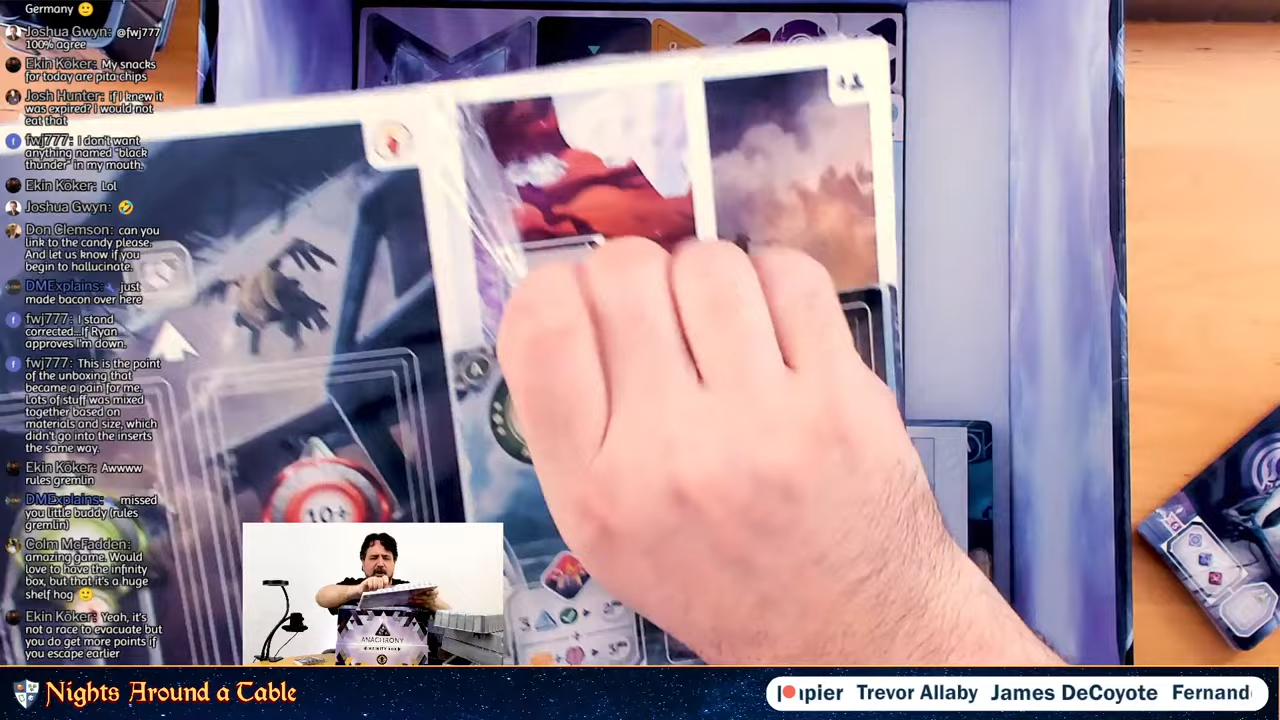 Germany 🙂
Joshua Gwyn: @fwj777
100% agree
Ekin Köker: My snacks
for today are pita chips
Josh Hunter: if I knew it
was expired? I would not
eat that
fwj777: I don't want
anything named "black
thunder" in my mouth.
Ekin Köker: Lol
Joshua Gwyn: 🤣
Don Clemson: can you
link to the candy please.
And let us know if you
begin to hallucinate.
DMExplains: just
made bacon over here
fwj777: I stand
corrected...If Ryan
approves I'm down.
fwj777: This is the point
of the unboxing that
became a pain for me.
Lots of stuff was mixed
together based on
materials and size, which
didn't go into the inserts
the same way.
Ekin Köker: Awwww
rules gremlin
DMExplains: missed
you little buddy (rules
gremlin)
Colm McFadden:
amazing game. Would
love to have the infinity
box, but that it's a huge
shelf hog 🙂
Ekin Köker: Yeah, it's
not a race to evacuate but
you do get more points if
you escape earlier
10+
ANACHRONY
INFINITY BOX
Nights Around a Table
pier Trevor Allaby James DeCoyote Fernand